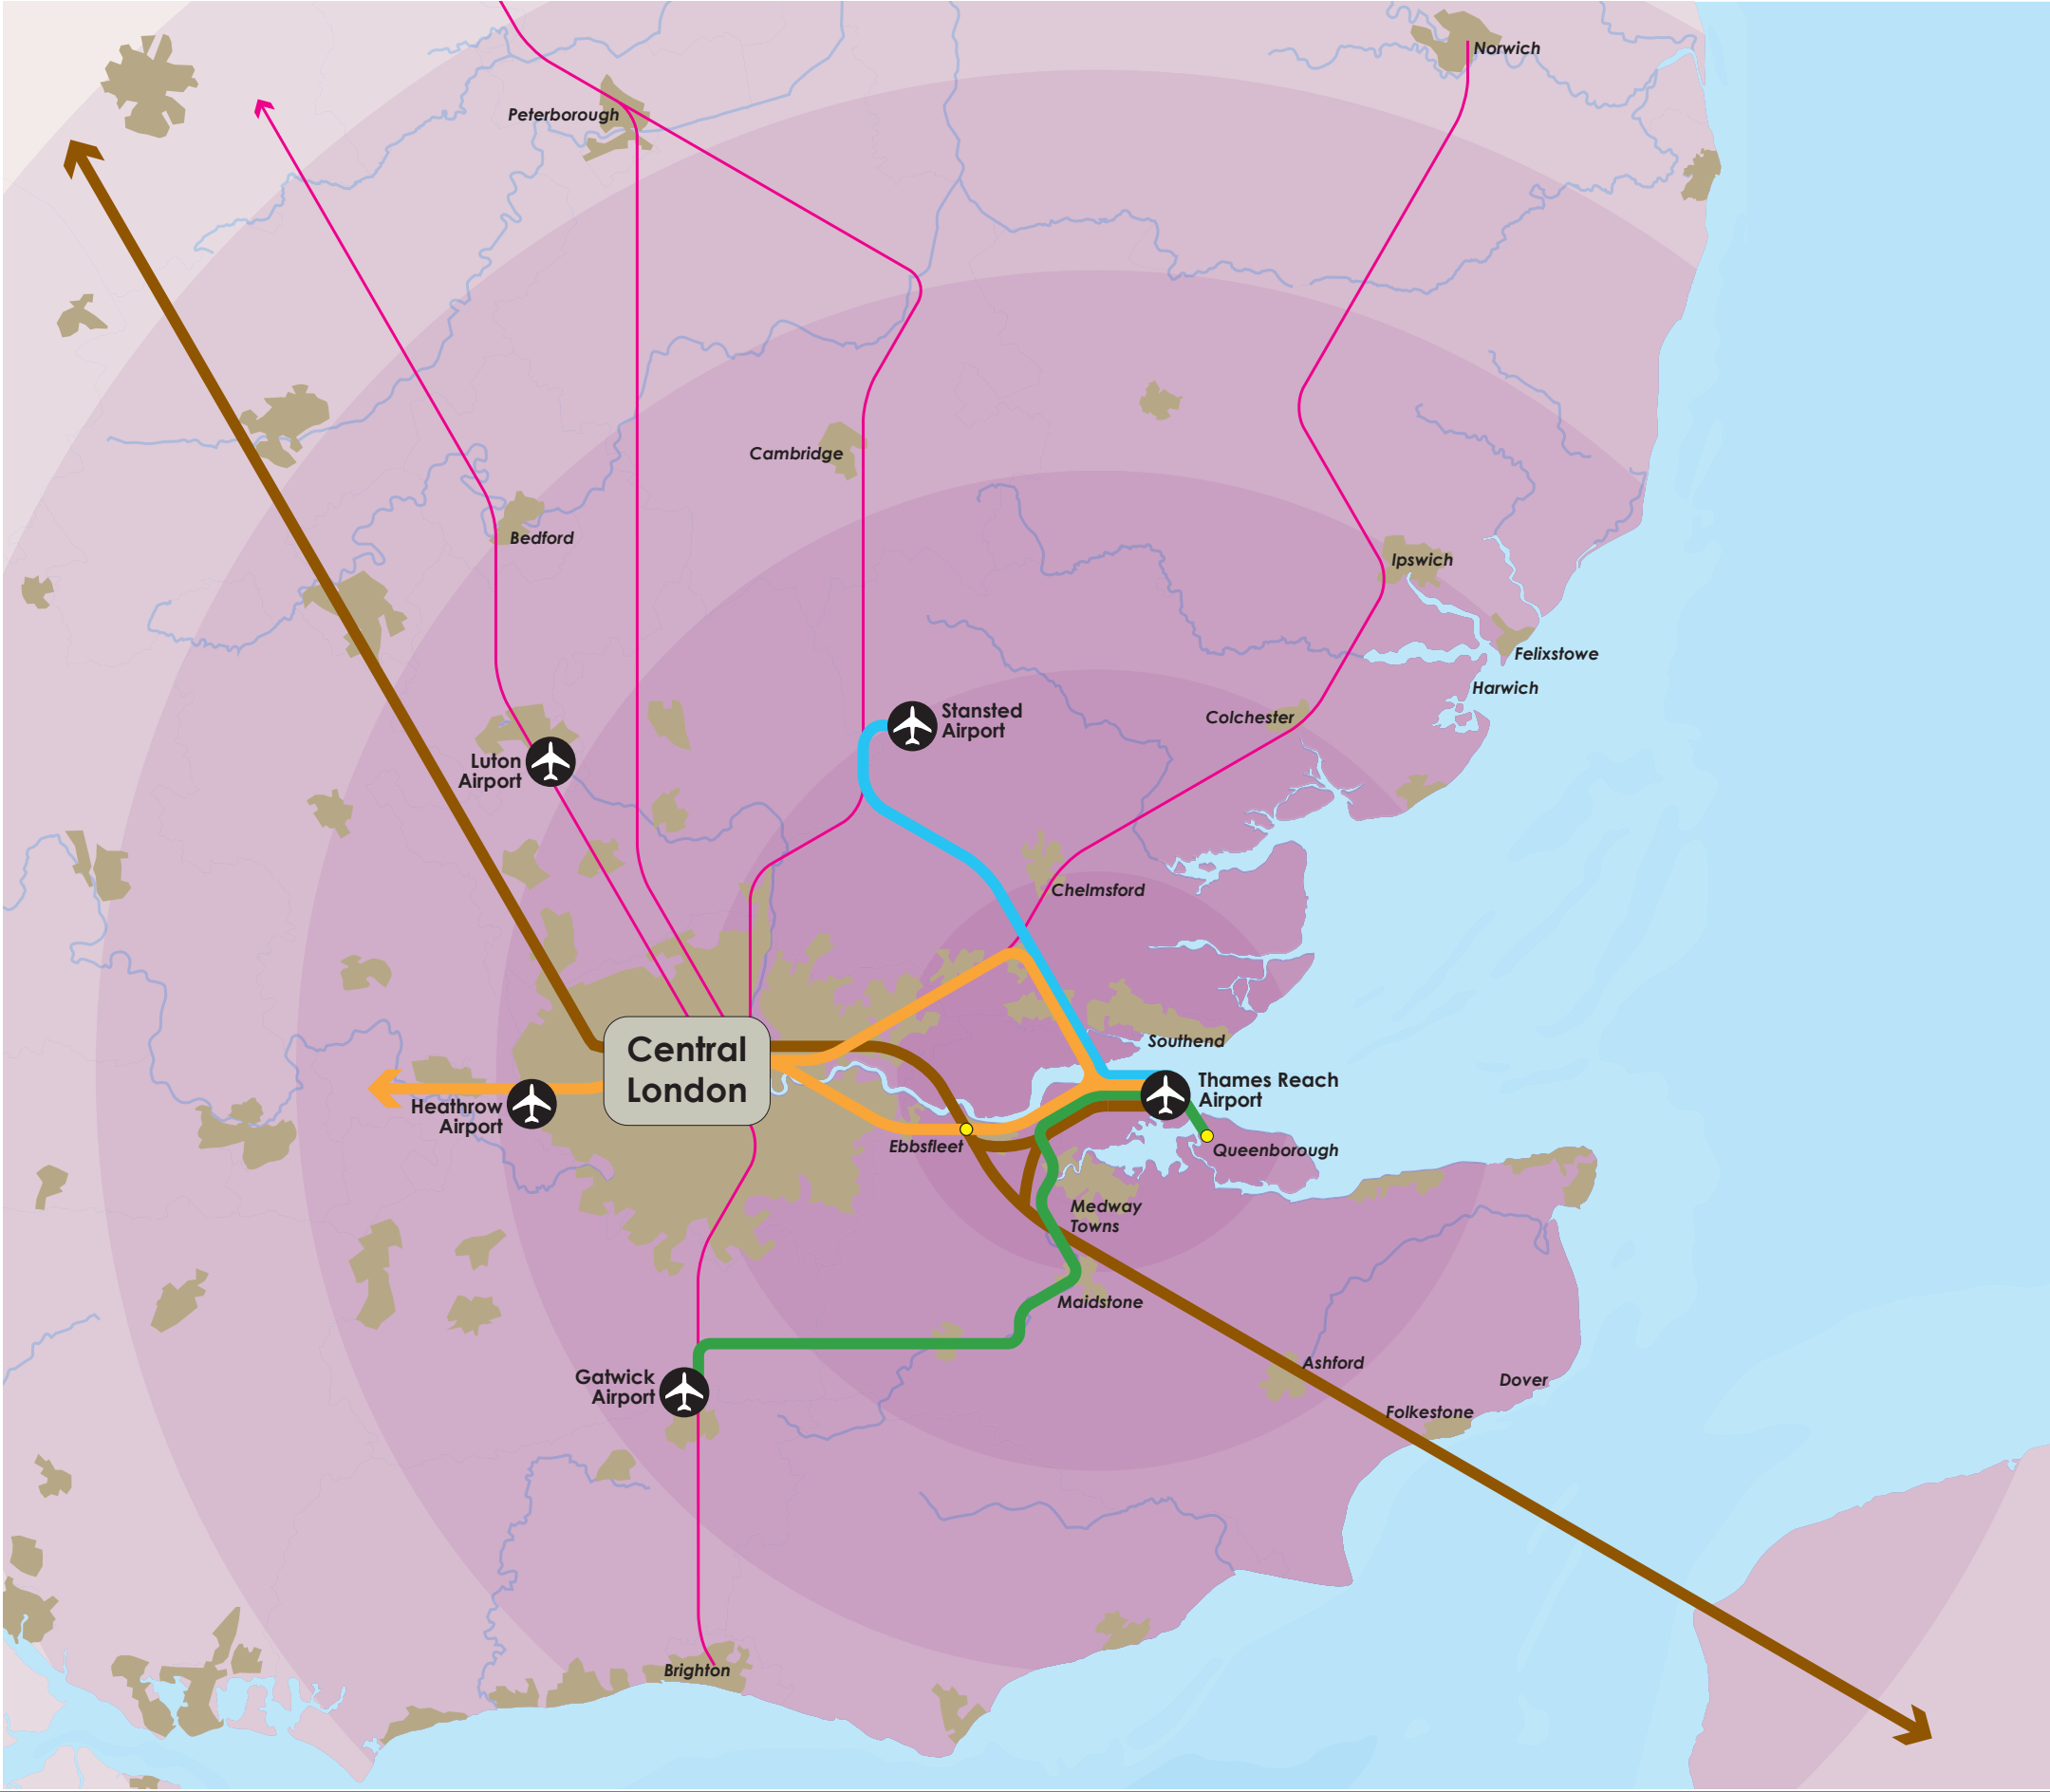 Norwich
Peterborough
Cambridge
Bedford
Ipswich
Felixstowe
Harwich
Stansted
Airport
Colchester
Luton
Airport
Chelmsford
Central
London
Southend
Thames Reach
Airport
Heathrow
Airport
Ebbsfleet
Queenborough
Medway
Towns
Maidstone
Gatwick
Airport
Ashford
Dover
Folkestone
Brighton